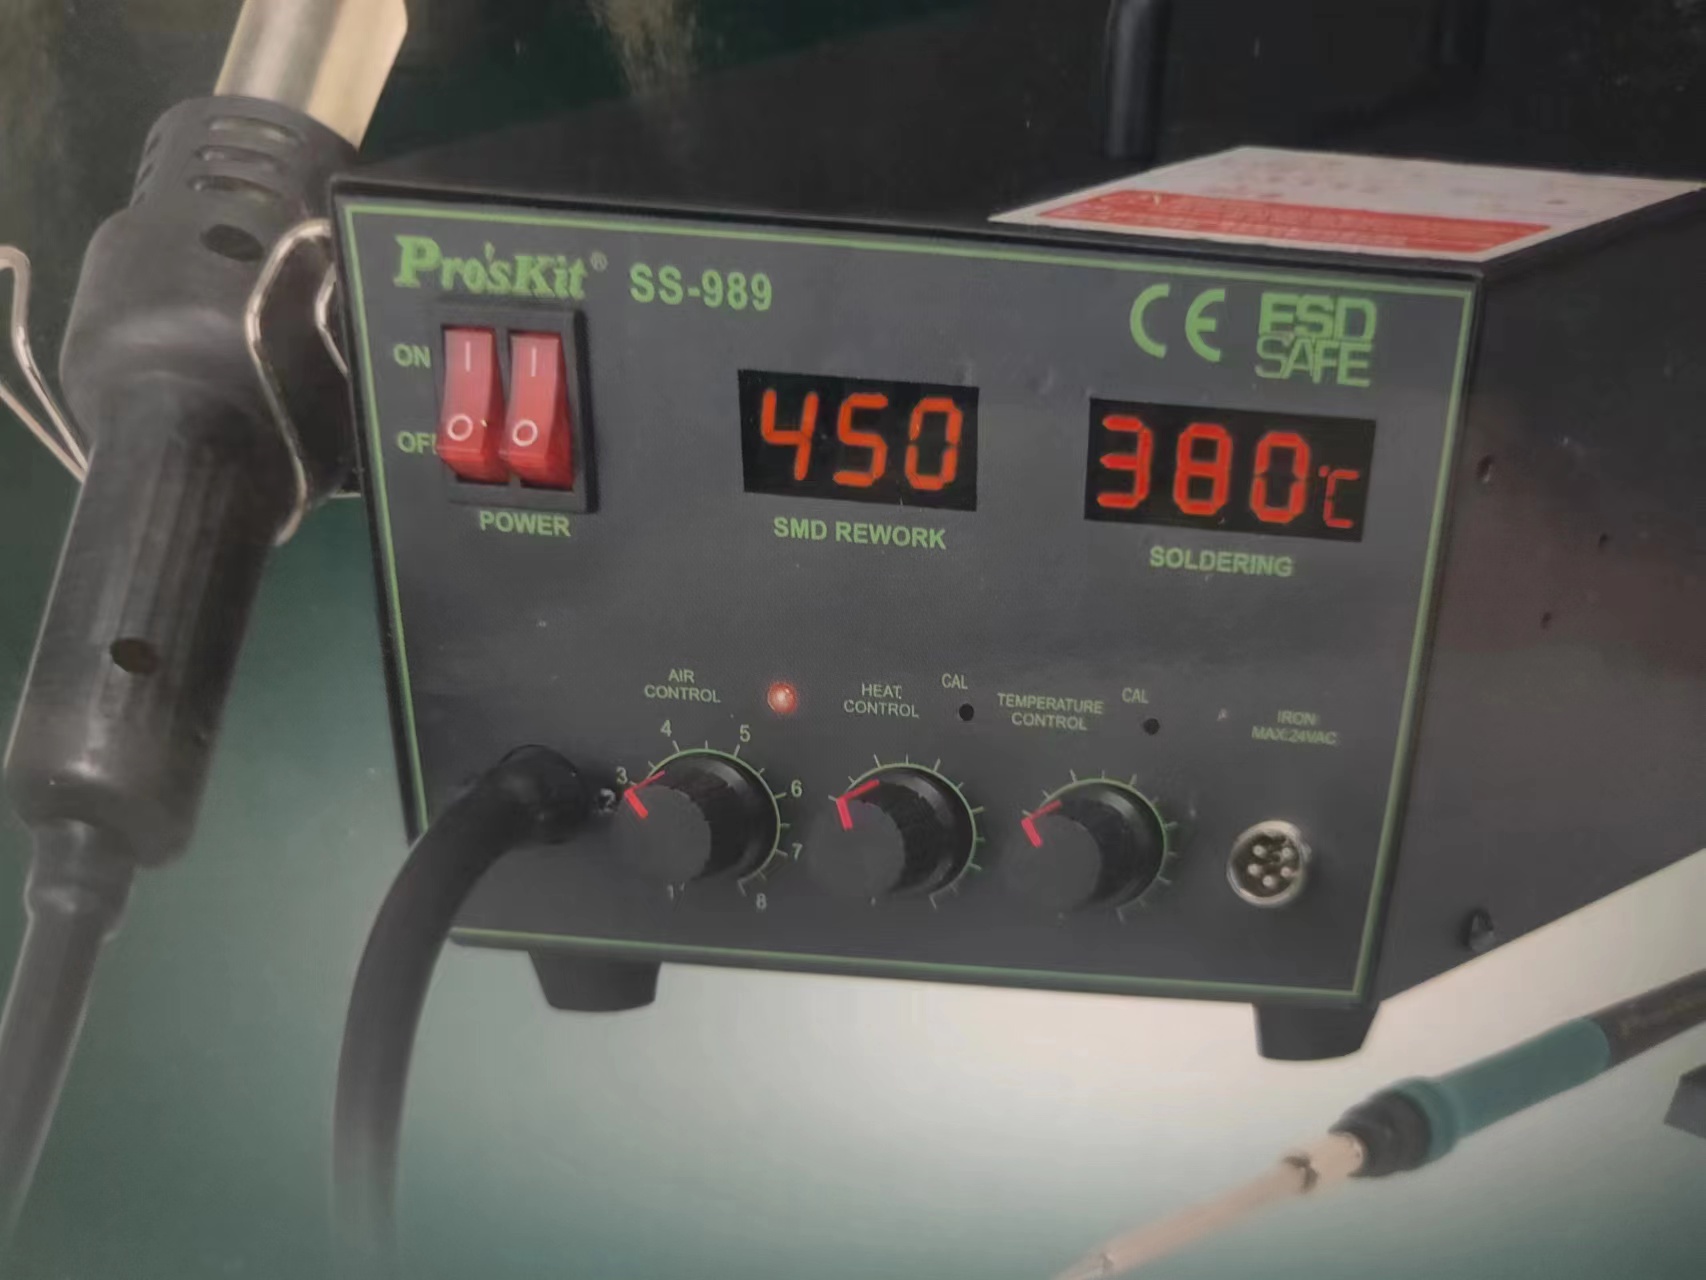 Pro'sKit® SS-989
CE ESD
SAFE
ON
OFF
POWER
450
SMD REWORK
380°C
SOLDERING
AIR
CONTROL
HEAT
CONTROL
CAL
TEMPERATURE
CONTROL
CAL
IRON
MAX:24VAC
1
2
3
4
5
6
7
8